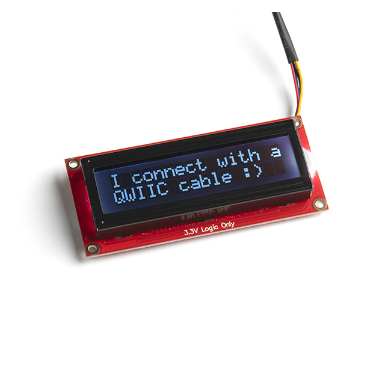 I connect with a
QWIIC cable :)
3.3V Logic Only